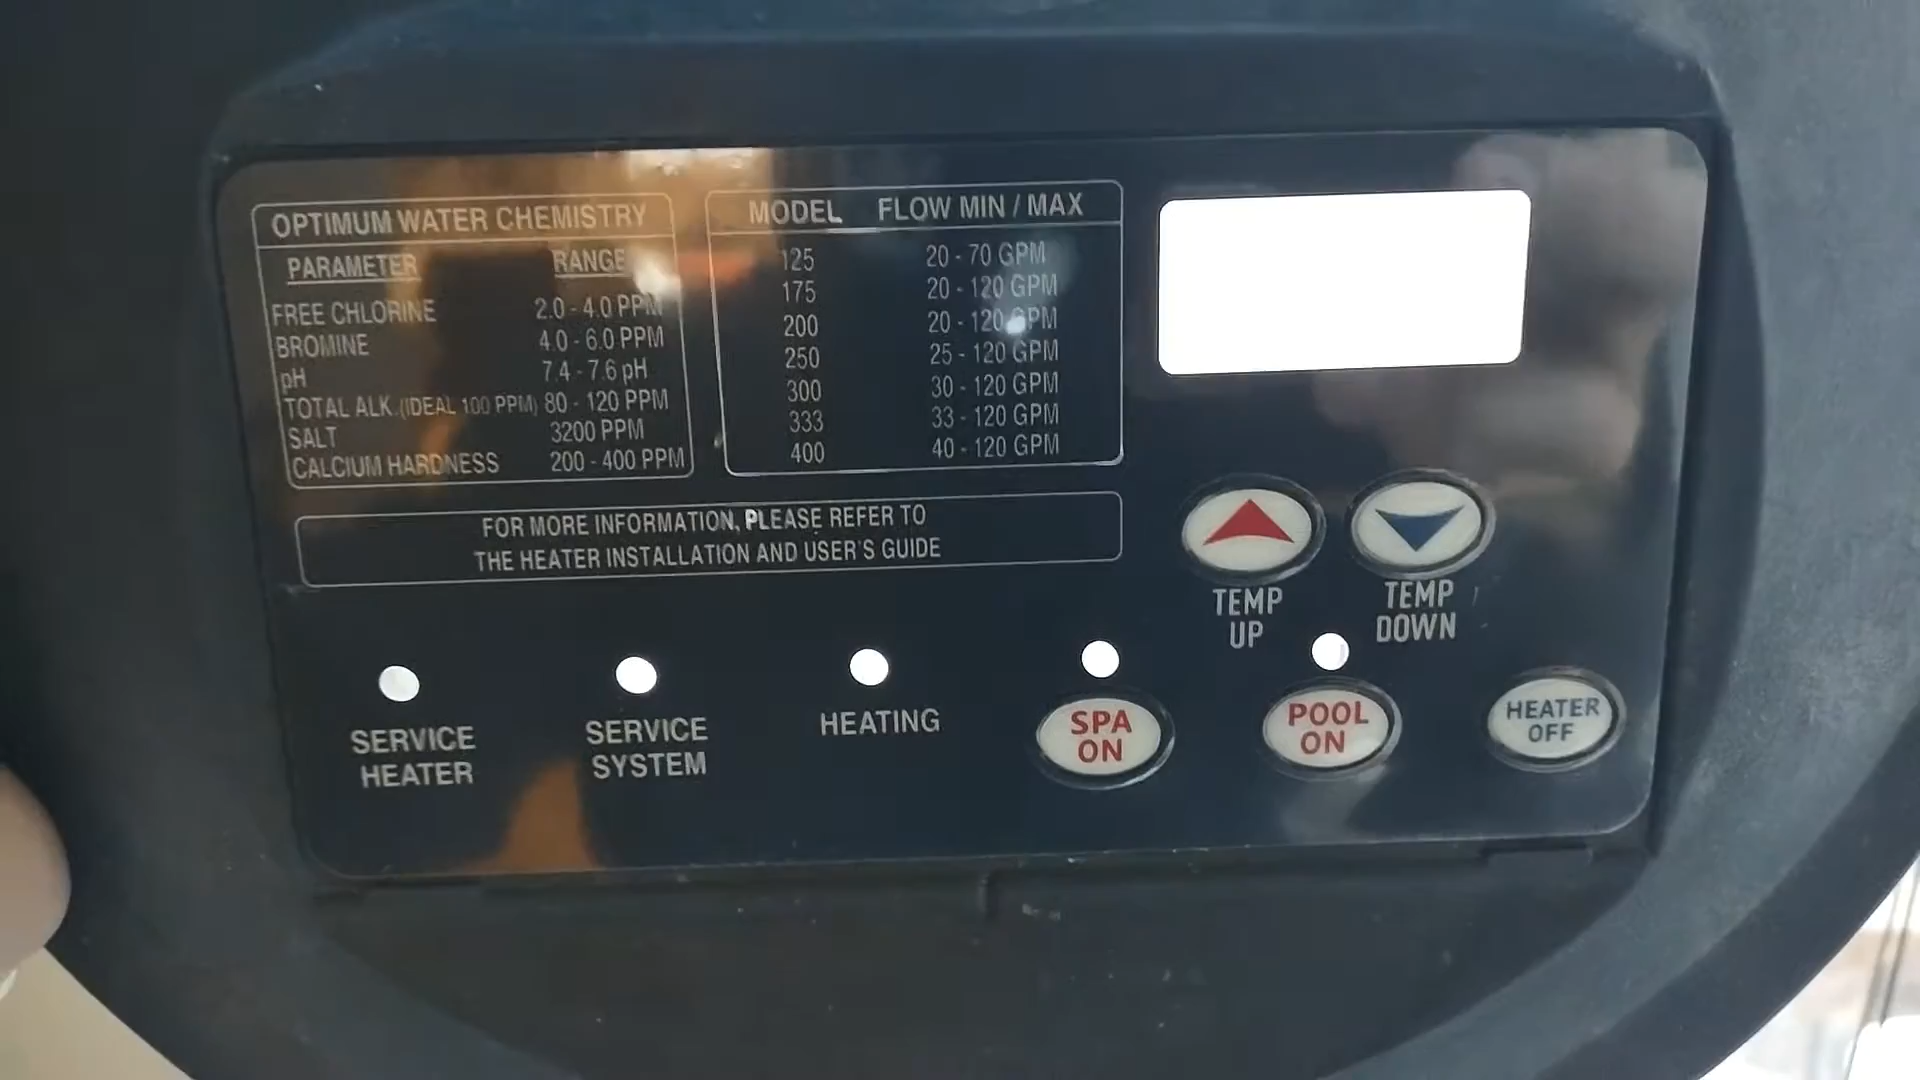 OPTIMUM WATER CHEMISTRY
PARAMETER RANGE
FREE CHLORINE 2.0 - 4.0 PPM
BROMINE 4.0 - 6.0 PPM
pH 7.4 - 7.6 pH
TOTAL ALK.(IDEAL 100 PPM) 80 - 120 PPM
SALT 3200 PPM
CALCIUM HARDNESS 200 - 400 PPM
MODEL FLOW MIN / MAX
125 20 - 70 GPM
175 20 - 120 GPM
200 20 - 120 GPM
250 25 - 120 GPM
300 30 - 120 GPM
333 33 - 120 GPM
400 40 - 120 GPM
FOR MORE INFORMATION, PLEASE REFER TO
THE HEATER INSTALLATION AND USER'S GUIDE
TEMP
UP
TEMP
DOWN
SERVICE
HEATER
SERVICE
SYSTEM
HEATING
SPA
ON
POOL
ON
HEATER
OFF